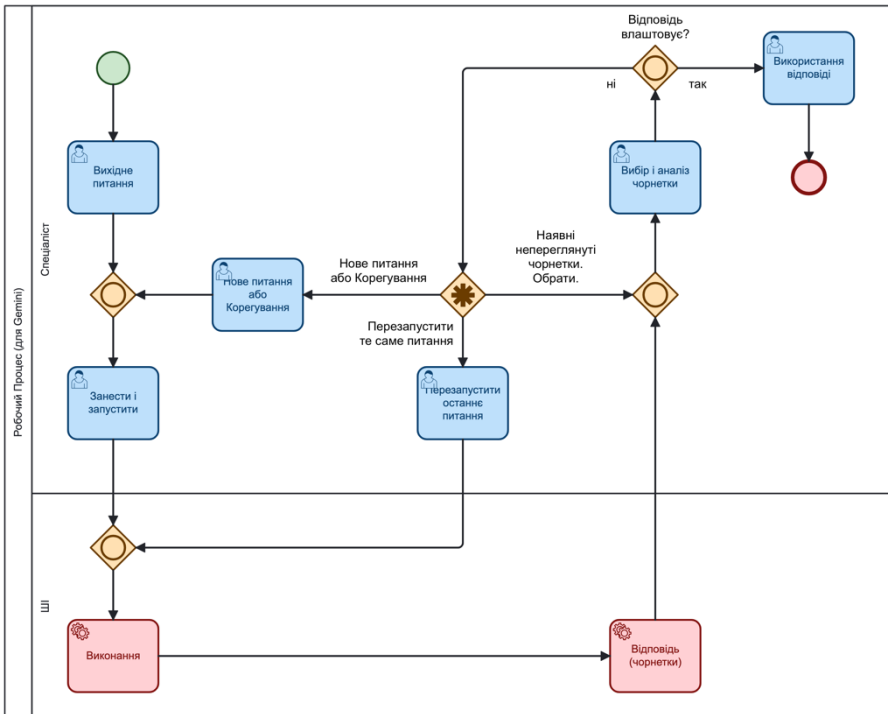 Робочий Процес (для Gemini)
Спеціаліст
ШІ
Відповідь
влаштовує?
ні
так
Використання
відповіді
Вихідне
питання
Вибір і аналіз
чорнетки
Наявні
непереглянуті
чорнетки.
Обрати.
Нове питання
або Корегування
Нове питання
або
Корегування
Перезапустити
те саме питання
Занести і
запустити
Перезапустити
останнє
питання
Виконання
Відповідь
(чорнетки)